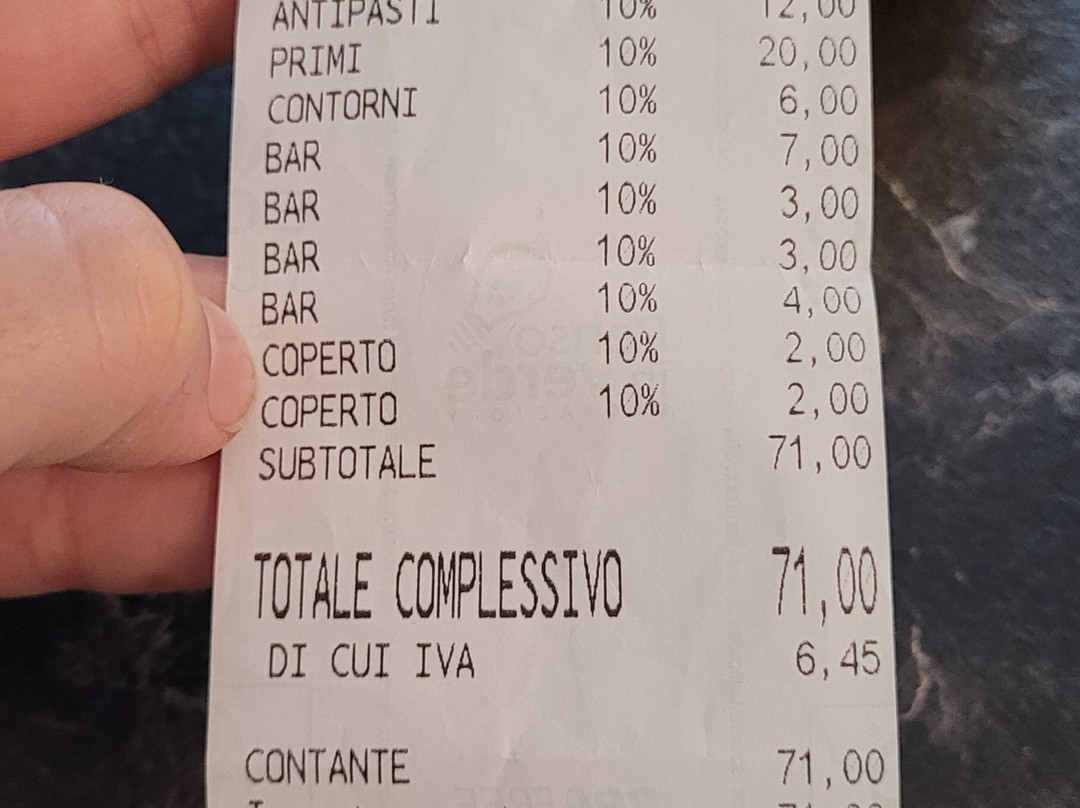 ANTIPASTI 10% 12,00
PRIMI 10% 20,00
CONTORNI 10% 6,00
BAR 10% 7,00
BAR 10% 3,00
BAR 10% 3,00
BAR 10% 4,00
COPERTO 10% 2,00
COPERTO 10% 2,00
SUBTOTALE 71,00
TOTALE COMPLESSIVO 71,00
DI CUI IVA 6,45
CONTANTE 71,00